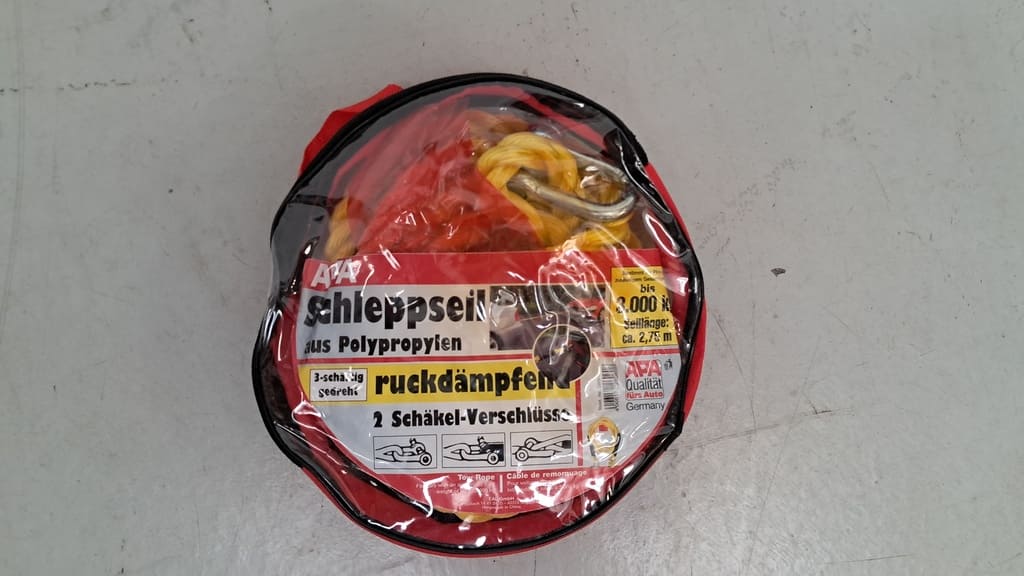 APA
schleppseil
aus Polypropylen
bis
3.000 kg
Seillänge:
ca. 2,75 m
3-schäftig
gedreht
ruckdämpfend
2 Schäkel-Verschlüsse
APA
Qualität
fürs Auto
Germany
Tow Rope
Câble de remorquage